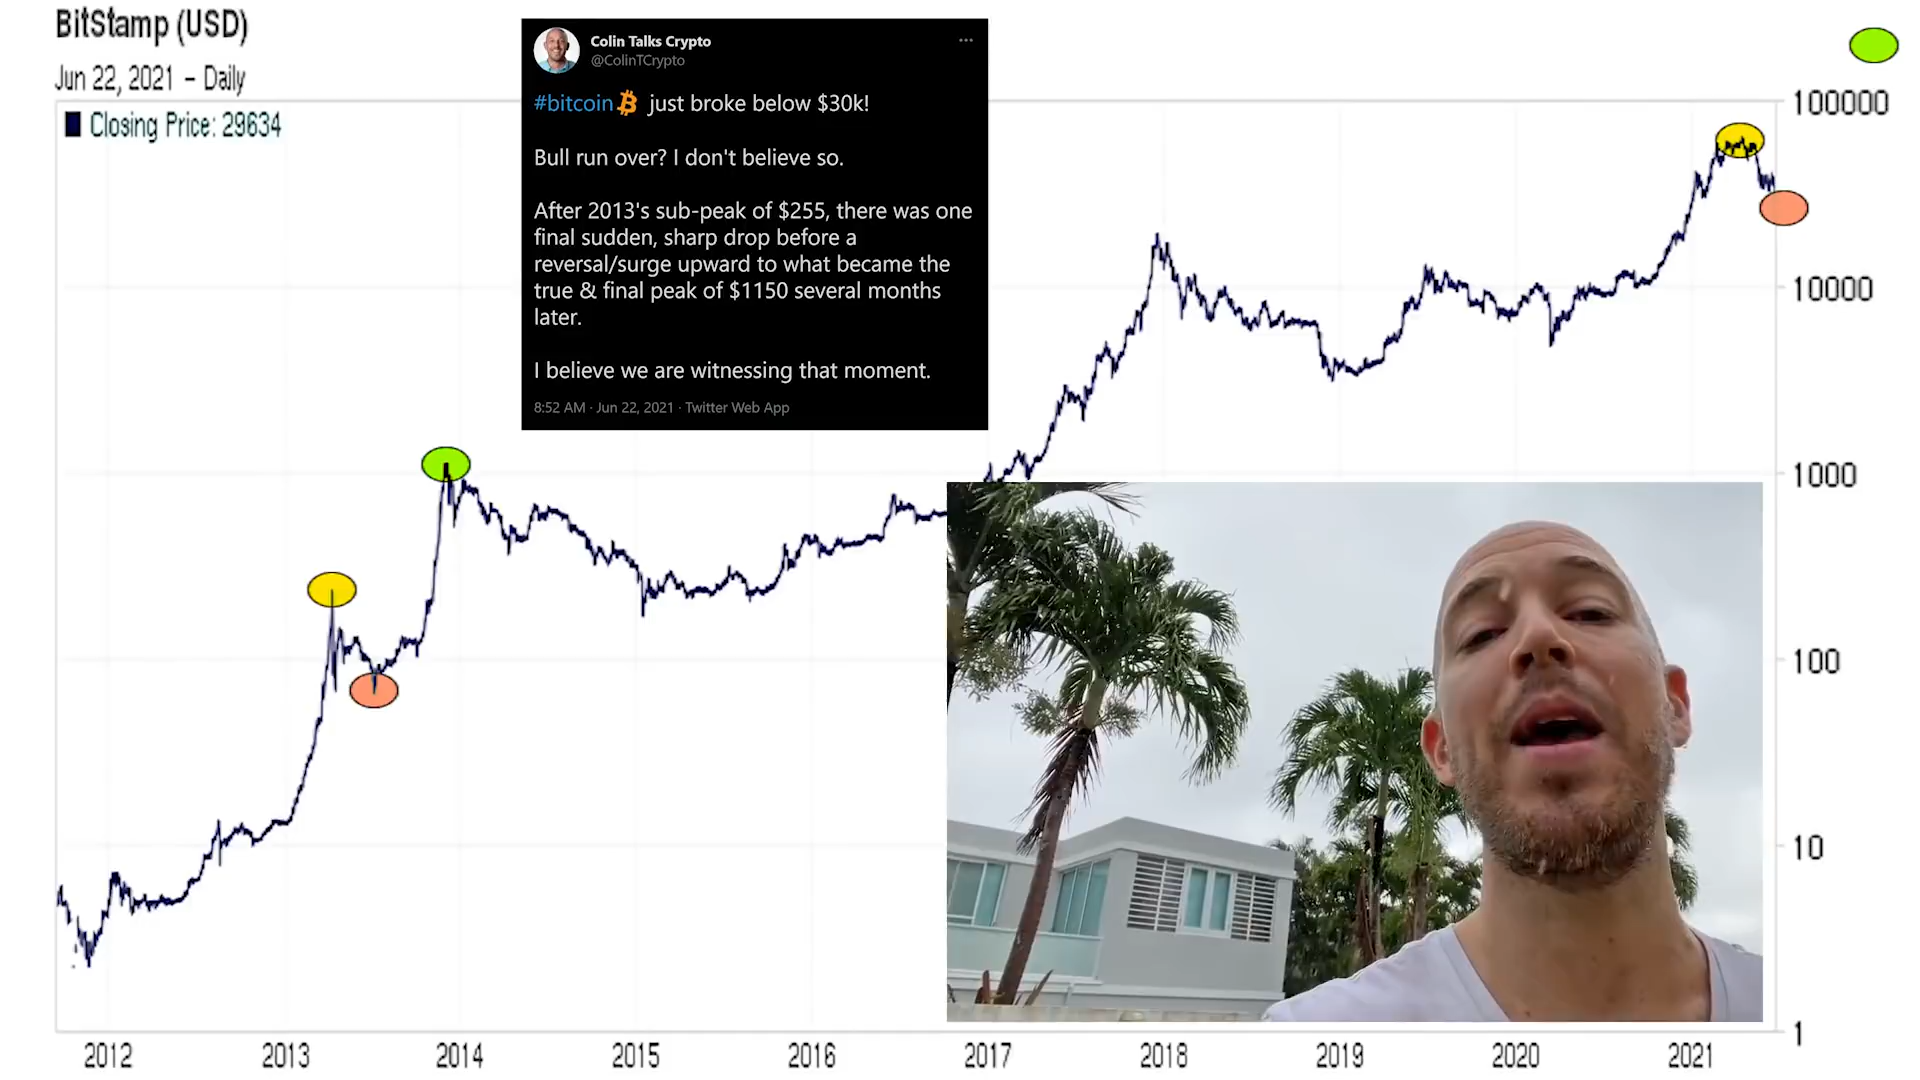 BitStamp (USD)
Jun 22, 2021 - Daily
Closing Price: 29634
Colin Talks Crypto
@ColinTCrypto
#bitcoin just broke below $30k!
Bull run over? I don't believe so.
After 2013's sub-peak of $255, there was one
final sudden, sharp drop before a
reversal/surge upward to what became the
true & final peak of $1150 several months
later.
I believe we are witnessing that moment.
8:52 AM · Jun 22, 2021 · Twitter Web App
100000
10000
1000
100
10
1
2012 2013 2014 2015 2016 2017 2018 2019 2020 2021